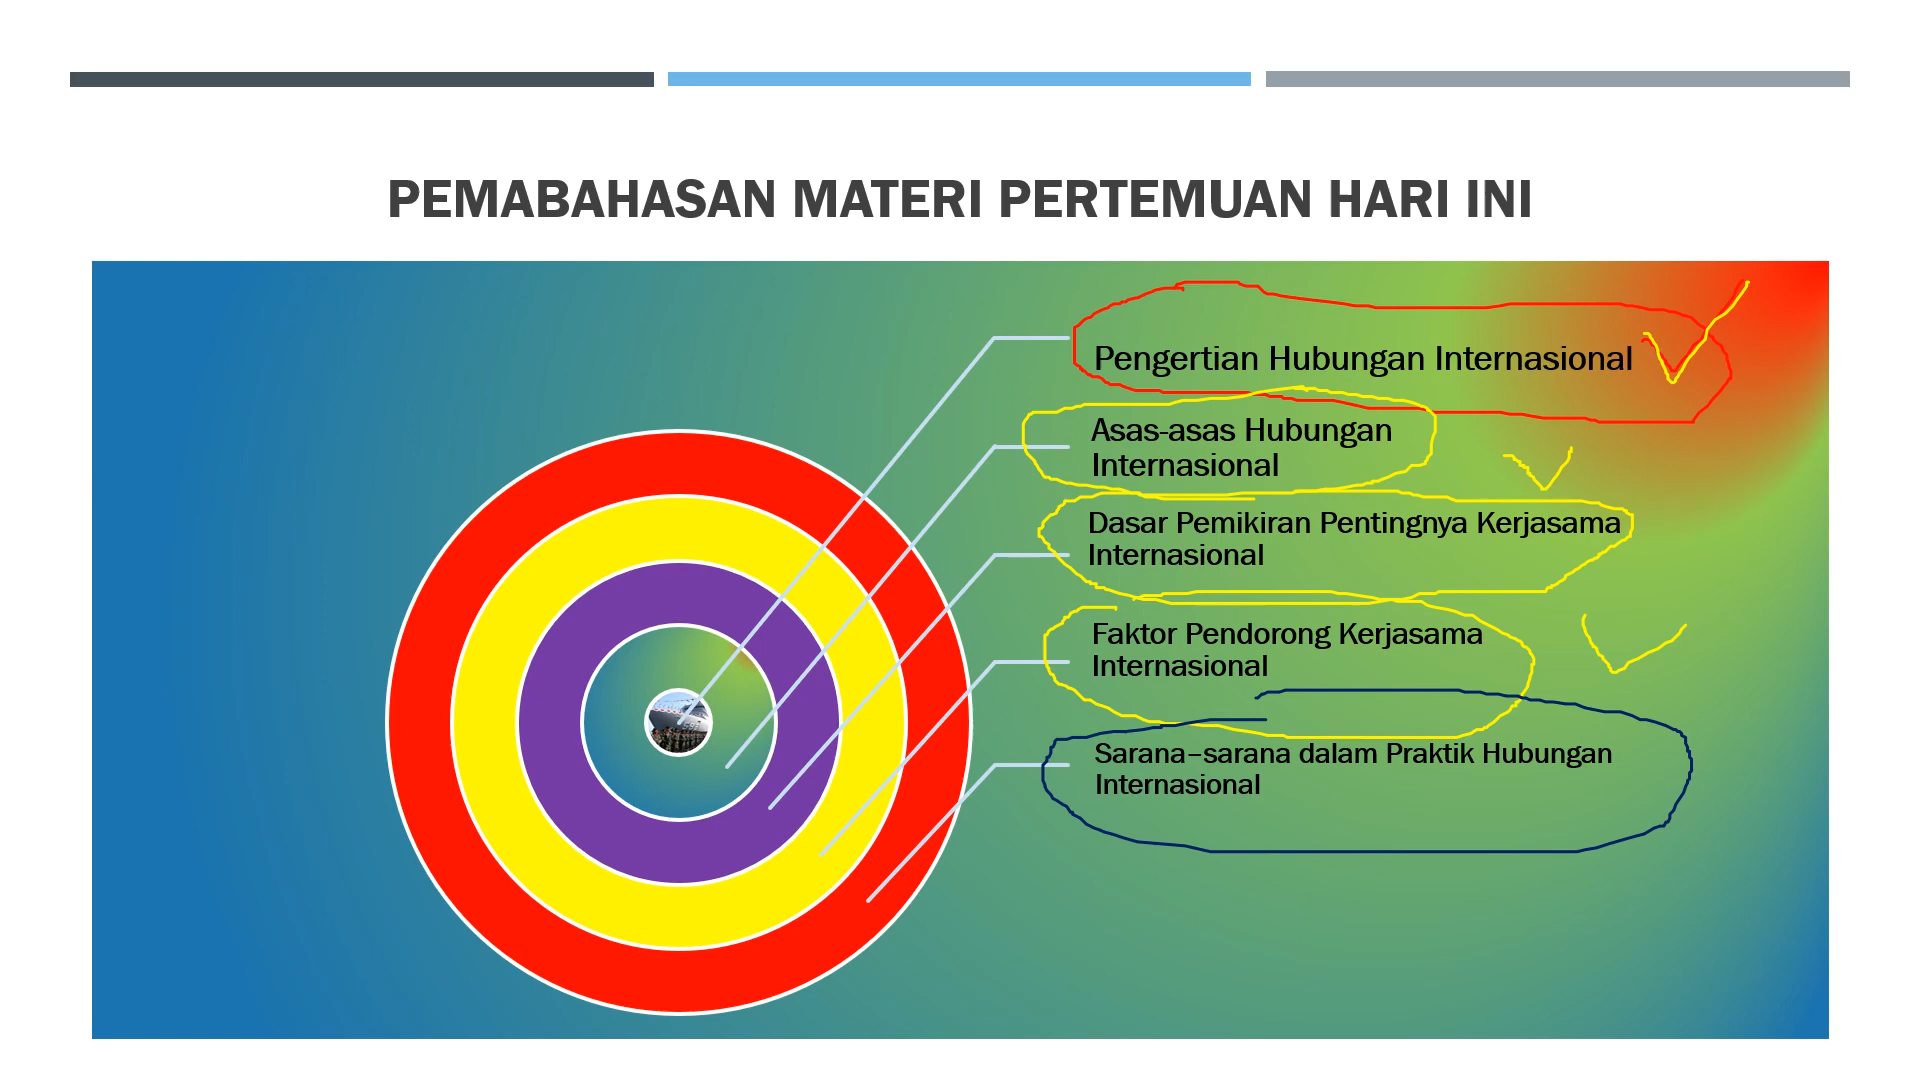 PEMABAHASAN MATERI PERTEMUAN HARI INI
Pengertian Hubungan Internasional
Asas-asas Hubungan
Internasional
Dasar Pemikiran Pentingnya Kerjasama
Internasional
Faktor Pendorong Kerjasama
Internasional
Sarana–sarana dalam Praktik Hubungan
Internasional